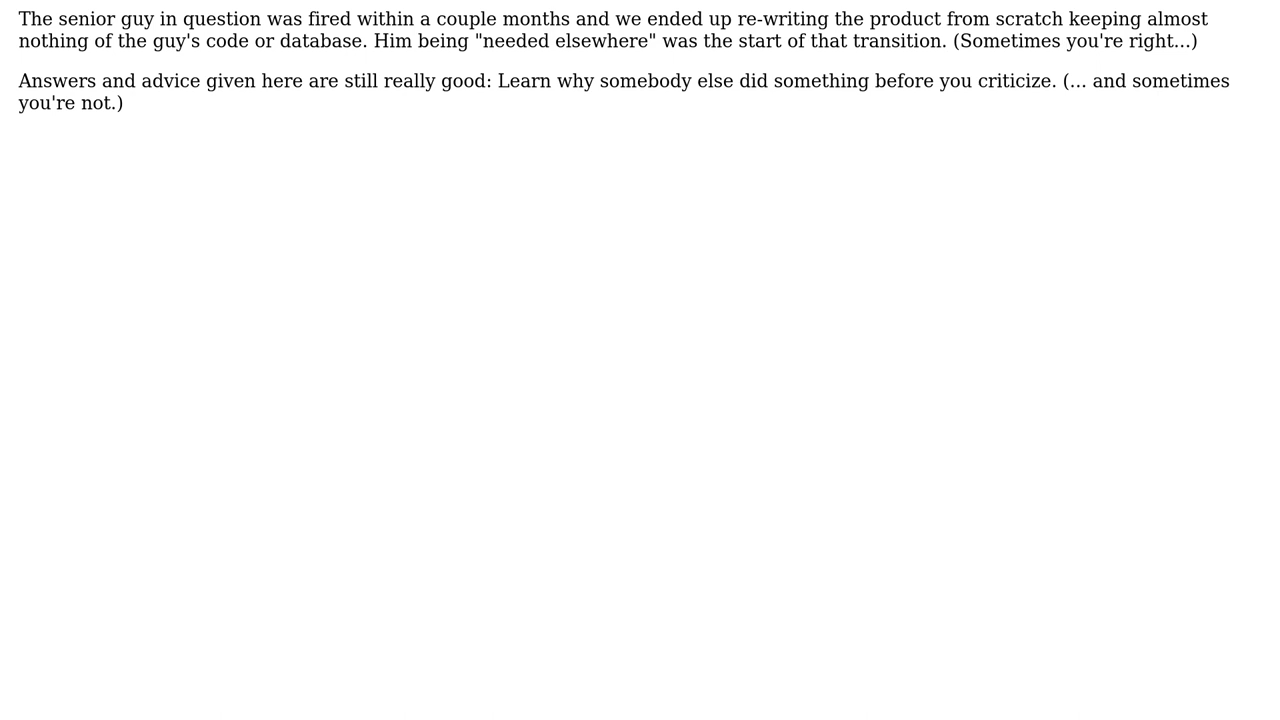 The senior guy in question was fired within a couple months and we ended up re-writing the product from scratch keeping almost
nothing of the guy's code or database. Him being "needed elsewhere" was the start of that transition. (Sometimes you're right...)
Answers and advice given here are still really good: Learn why somebody else did something before you criticize. (... and sometimes
you're not.)